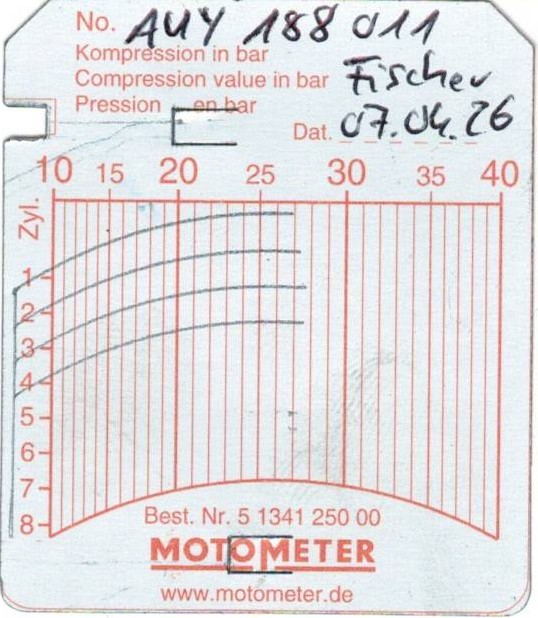 No. AUY 188 011
Kompression in bar
Compression value in bar Fischer
Pression en bar
Dat. 07.04.26
10 15 20 25 30 35 40
Zyl.
1
2
3
4
5
6
7
8
Best. Nr. 5 1341 250 00
MOTOMETER
www.motometer.de